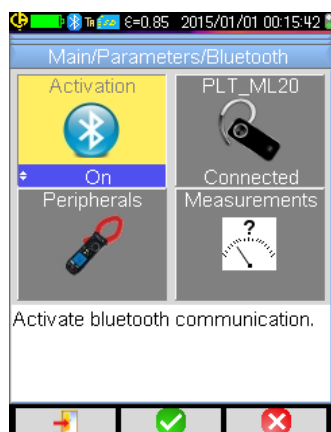 ε=0.85 2015/01/01 00:15:42
Main/Parameters/Bluetooth
Activation
On
PLT_ML20
Connected
Peripherals
Measurements
?
Activate bluetooth communication.